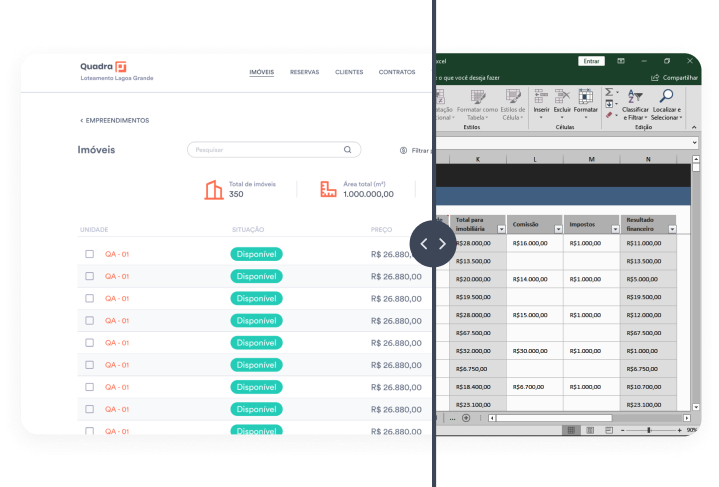 Quadra
Loteamento Lagoa Grande
IMÓVEIS RESERVAS CLIENTES CONTRATOS
< EMPREENDIMENTOS
Imóveis
Pesquisar
Filtrar
Total de imóveis
350
Área total (m²)
1.000.000,00
UNIDADE SITUAÇÃO PREÇO
QA - 01 Disponível R$ 26.880,
QA - 01 Disponível R$ 26.880,00
QA - 01 Disponível R$ 26.880,00
QA - 01 Disponível R$ 26.880,00
QA - 01 Disponível R$ 26.880,00
QA - 01 Disponível R$ 26.880,00
QA - 01 Disponível R$ 26.880,00
QA - 01 Disponível R$ 26.880,00
QA - 01 Disponível R$ 26.880,00
xcel Entrar
o que você deseja fazer Compartilhar
Formatar como
Tabela
Estilos de
Célula
Inserir Excluir Formatar
Classificar
e Filtrar
Localizar e
Selecionar
Estilos Células Edição
K L M N
Total para
imobiliária
Comissão Impostos
Resultado
financeiro
R$28.000,00 R$16.000,00 R$1.000,00 R$11.000,00
R$13.500,00 R$13.500,00
R$20.000,00 R$14.000,00 R$1.000,00 R$5.000,00
R$19.500,00 R$19.500,00
R$28.000,00 R$15.000,00 R$1.000,00 R$12.000,00
R$67.500,00 R$67.500,00
R$32.000,00 R$30.000,00 R$1.000,00 R$1.000,00
R$6.750,00 R$6.750,00
R$18.400,00 R$6.700,00 R$1.000,00 R$10.700,00
R$23.100,00 R$23.100,00
...
90%